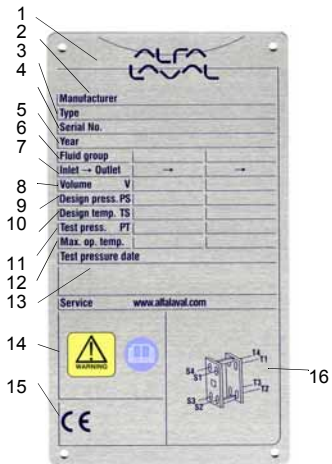 1
2
3
4
5
6
7
8
9
10
11
12
13
14
15
16
ALFA
LAVAL
Manufacturer
Type
Serial No.
Year
Fluid group
Inlet → Outlet → →
Volume V
Design press. PS
Design temp. TS
Test press. PT
Max. op. temp.
Test pressure date
Service www.alfalaval.com
WARNING
S4 S1 T4 T1
S3 S2 T3 T2
CE